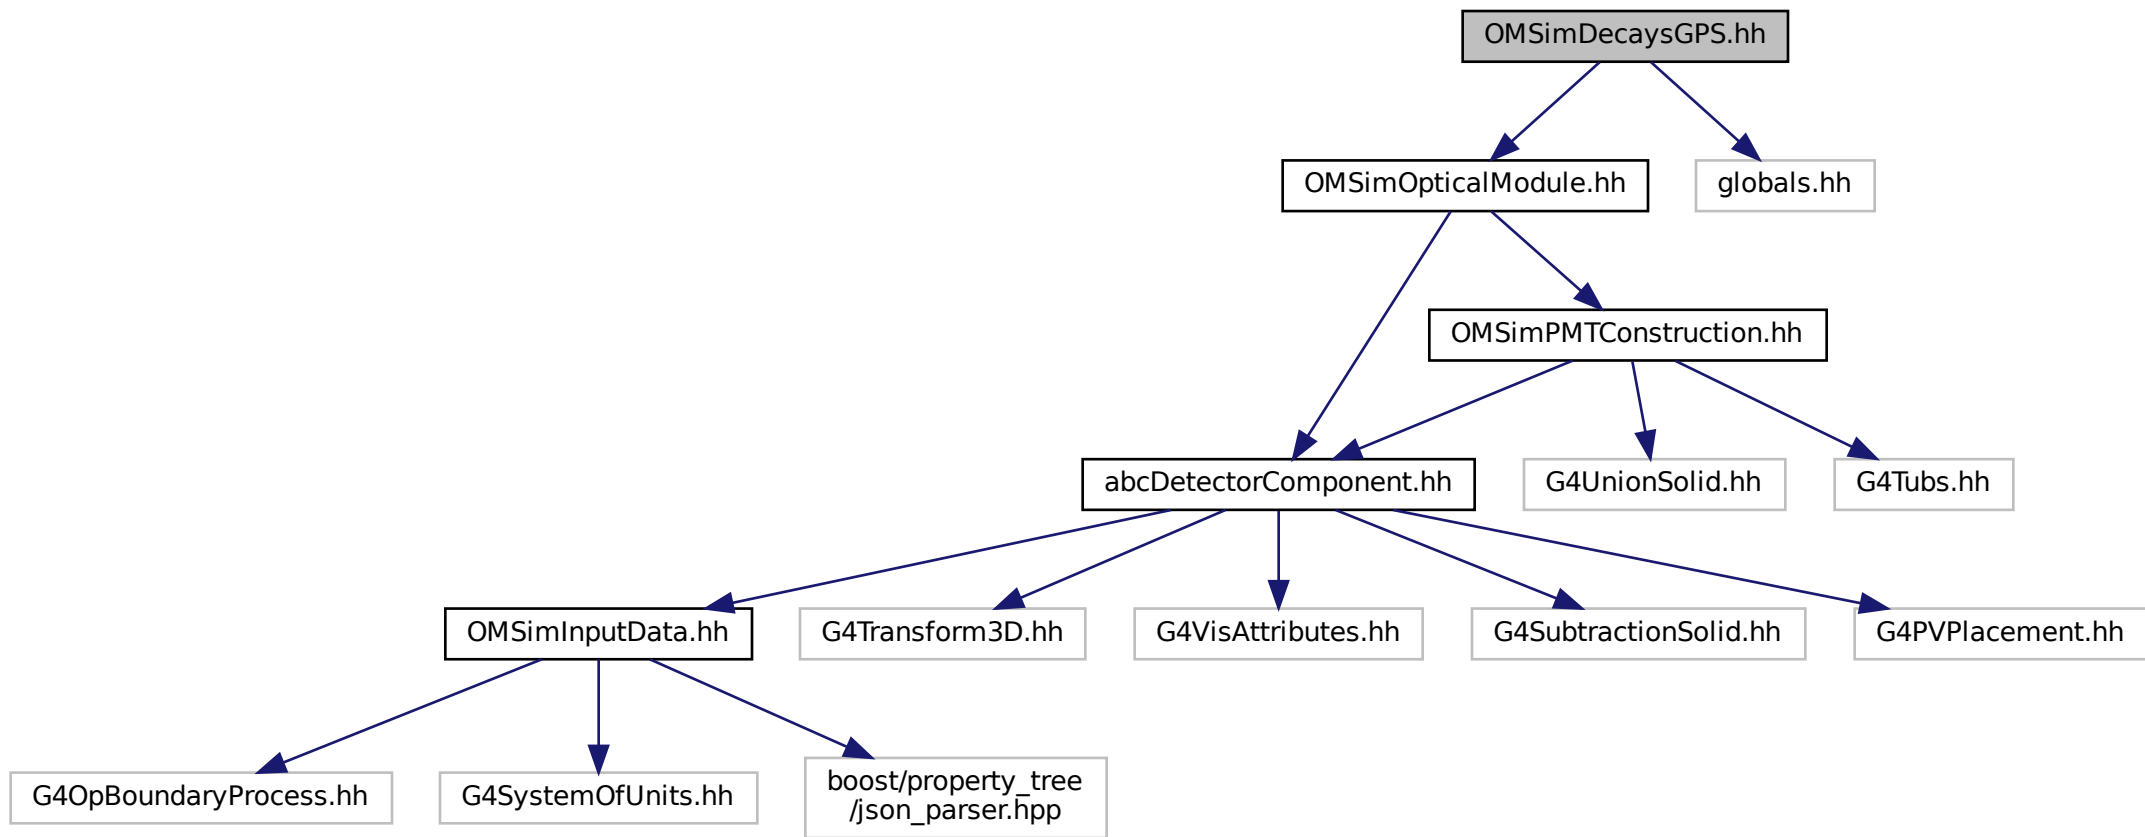 OMSimDecaysGPS.hh
OMSimOpticalModule.hh
globals.hh
OMSimPMTConstruction.hh
abcDetectorComponent.hh
G4UnionSolid.hh
G4Tubs.hh
OMSimInputData.hh
G4Transform3D.hh
G4VisAttributes.hh
G4SubtractionSolid.hh
G4PVPlacement.hh
G4OpBoundaryProcess.hh
G4SystemOfUnits.hh
boost/property_tree
/json_parser.hpp